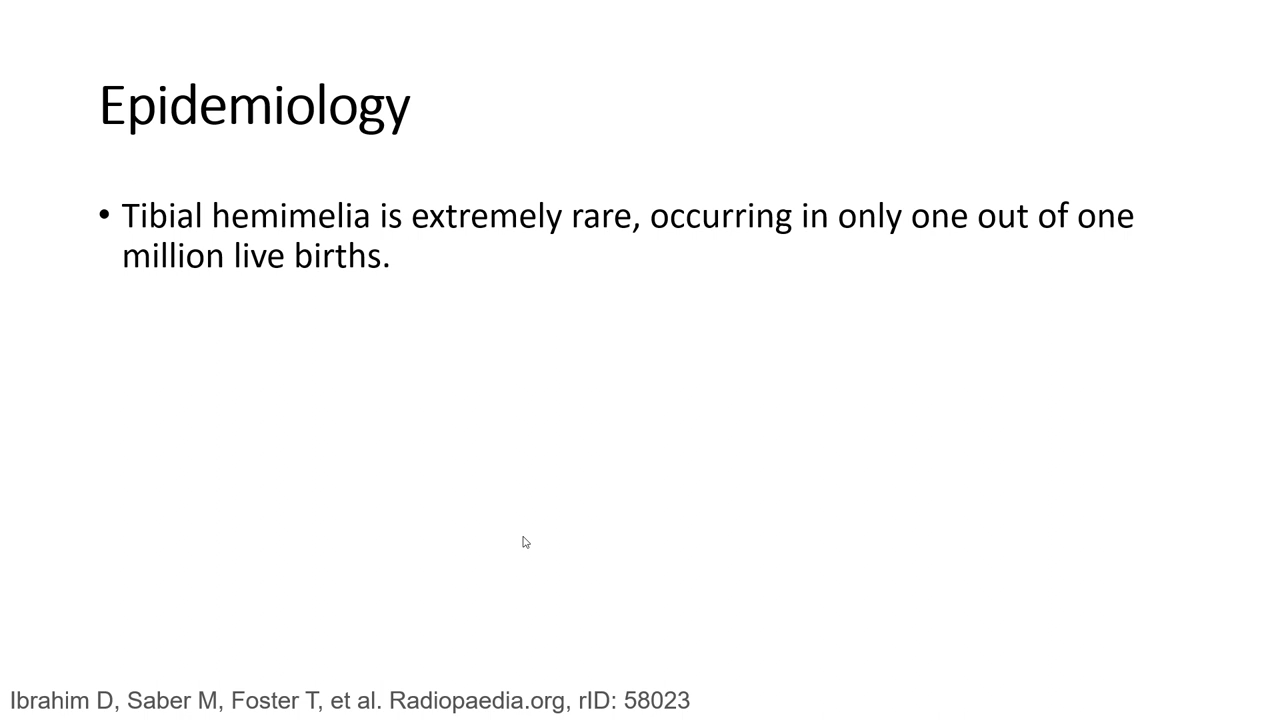 Epidemiology
• Tibial hemimelia is extremely rare, occurring in only one out of one
million live births.
Ibrahim D, Saber M, Foster T, et al. Radiopaedia.org, rID: 58023